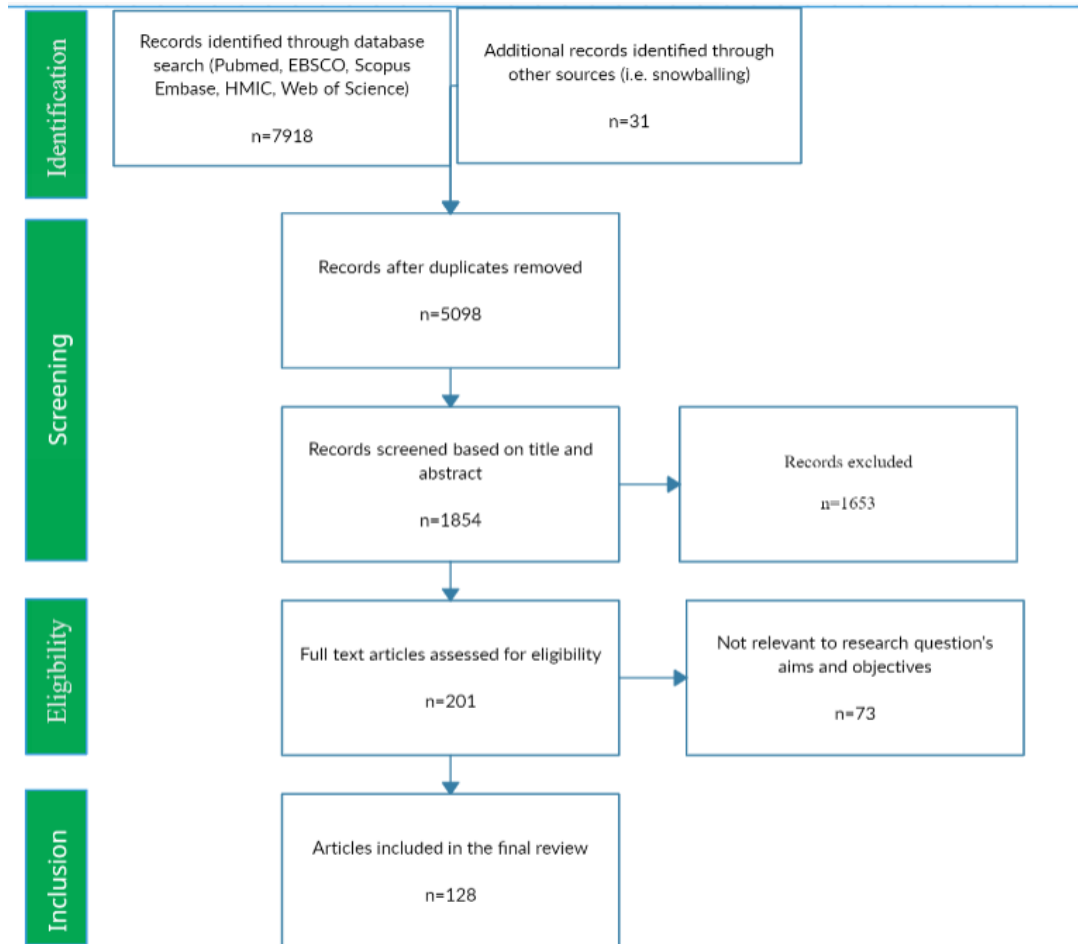 Identification
Records identified through database
search (Pubmed, EBSCO, Scopus
Embase, HMIC, Web of Science)
n=7918
Additional records identified through
other sources (i.e. snowballing)
n=31
Screening
Records after duplicates removed
n=5098
Records screened based on title and
abstract
n=1854
Records excluded
n=1653
Eligibility
Full text articles assessed for eligibility
n=201
Not relevant to research question's
aims and objectives
n=73
Inclusion
Articles included in the final review
n=128